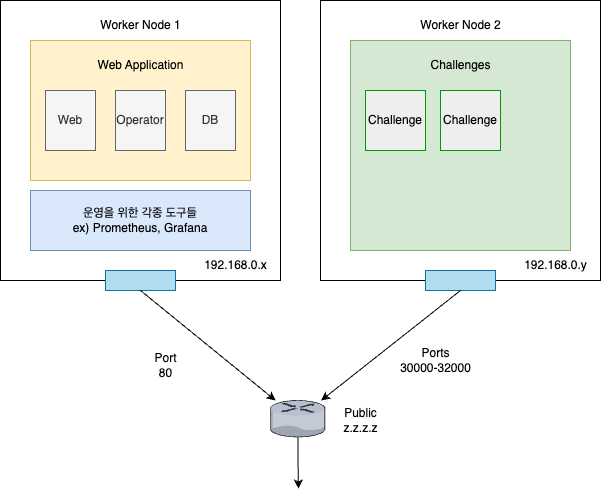 Worker Node 1
Web Application
Web
Operator
DB
운영을 위한 각종 도구들
ex) Prometheus, Grafana
192.168.0.x
Worker Node 2
Challenges
Challenge
Challenge
192.168.0.y
Port
80
Ports
30000-32000
Public
z.z.z.z